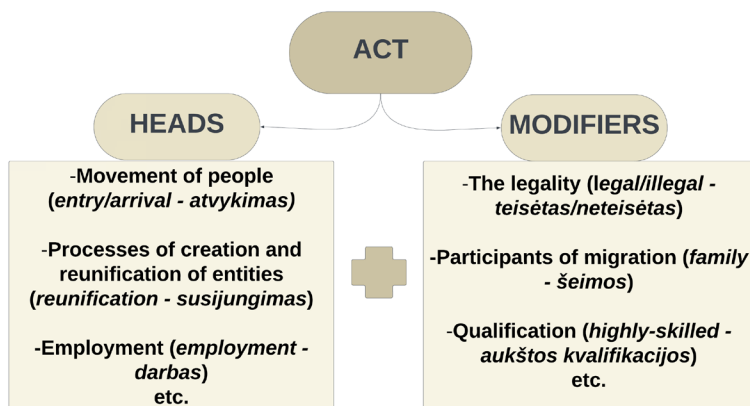 ACT
HEADS
-Movement of people
(entry/arrival - atvykimas)
-Processes of creation and
reunification of entities
(reunification - susijungimas)
-Employment (employment -
darbas)
etc.
MODIFIERS
-The legality (legal/illegal -
teisėtas/neteisėtas)
-Participants of migration (family
- šeimos)
-Qualification (highly-skilled -
aukštos kvalifikacijos)
etc.